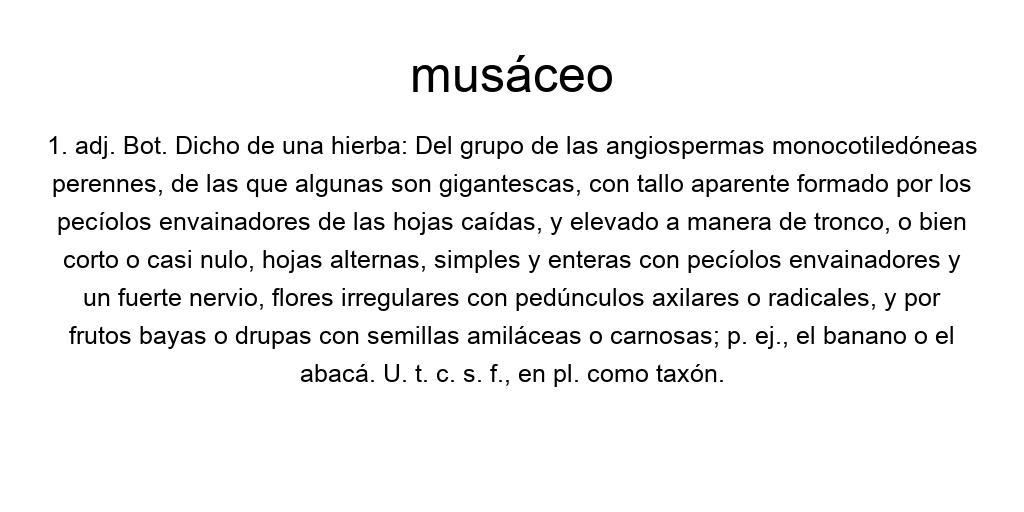 musáceo
1. adj. Bot. Dicho de una hierba: Del grupo de las angiospermas monocotiledóneas
perennes, de las que algunas son gigantescas, con tallo aparente formado por los
pecíolos envainadores de las hojas caídas, y elevado a manera de tronco, o bien
corto o casi nulo, hojas alternas, simples y enteras con pecíolos envainadores y
un fuerte nervio, flores irregulares con pedúnculos axilares o radicales, y por
frutos bayas o drupas con semillas amiláceas o carnosas; p. ej., el banano o el
abacá. U. t. c. s. f., en pl. como taxón.